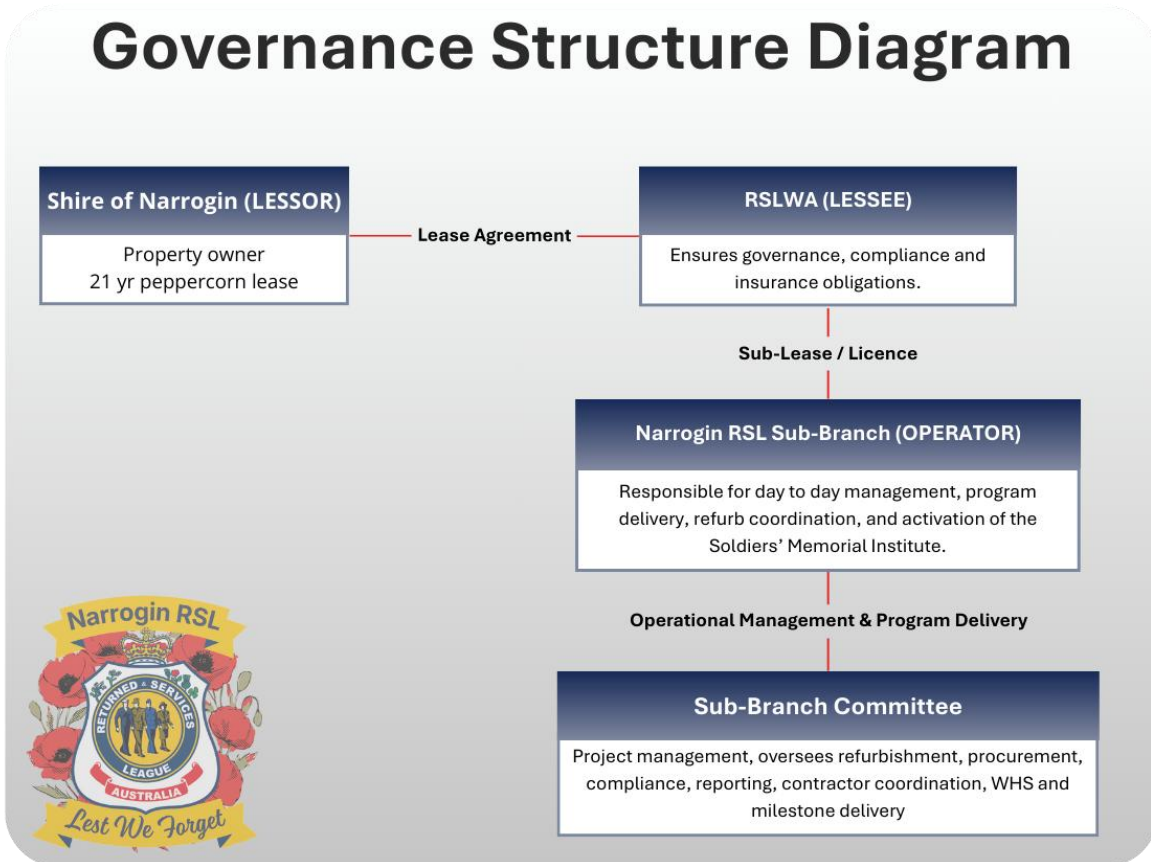 Governance Structure Diagram
Shire of Narrogin (LESSOR)
Property owner
21 yr peppercorn lease
Lease Agreement
RSLWA (LESSEE)
Ensures governance, compliance and
insurance obligations.
Sub-Lease / Licence
Narrogin RSL Sub-Branch (OPERATOR)
Responsible for day to day management, program
delivery, refurb coordination, and activation of the
Soldiers’ Memorial Institute.
Operational Management & Program Delivery
Sub-Branch Committee
Project management, oversees refurbishment, procurement,
compliance, reporting, contractor coordination, WHS and
milestone delivery
Narrogin RSL
RETURNED & SERVICES
LEAGUE
AUSTRALIA
Lest We Forget